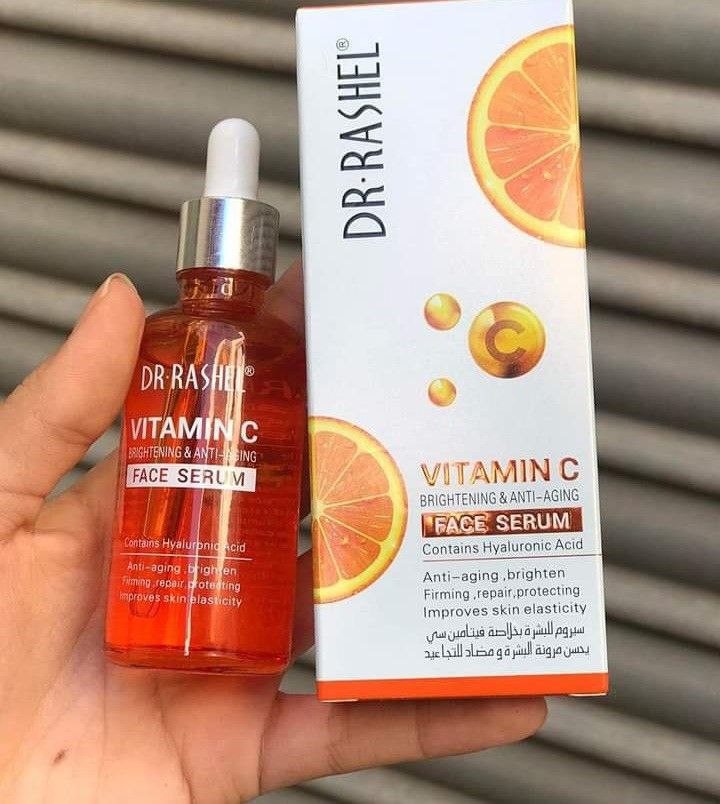 DR·RASHEL®
VITAMIN C
BRIGHTENING & ANTI-AGING
FACE SERUM
Contains Hyaluronic Acid
Anti-aging ,brighten
Firming ,repair,protecting
Improves skin elasticity
DR·RASHEL®
C
VITAMIN C
BRIGHTENING & ANTI-AGING
FACE SERUM
Contains Hyaluronic Acid
Anti-aging ,brighten
Firming ,repair,protecting
Improves skin elasticity
سيروم للبشرة بخلاصة فيتامين سي
يحسن مرونة البشرة و مضاد للتجاعيد